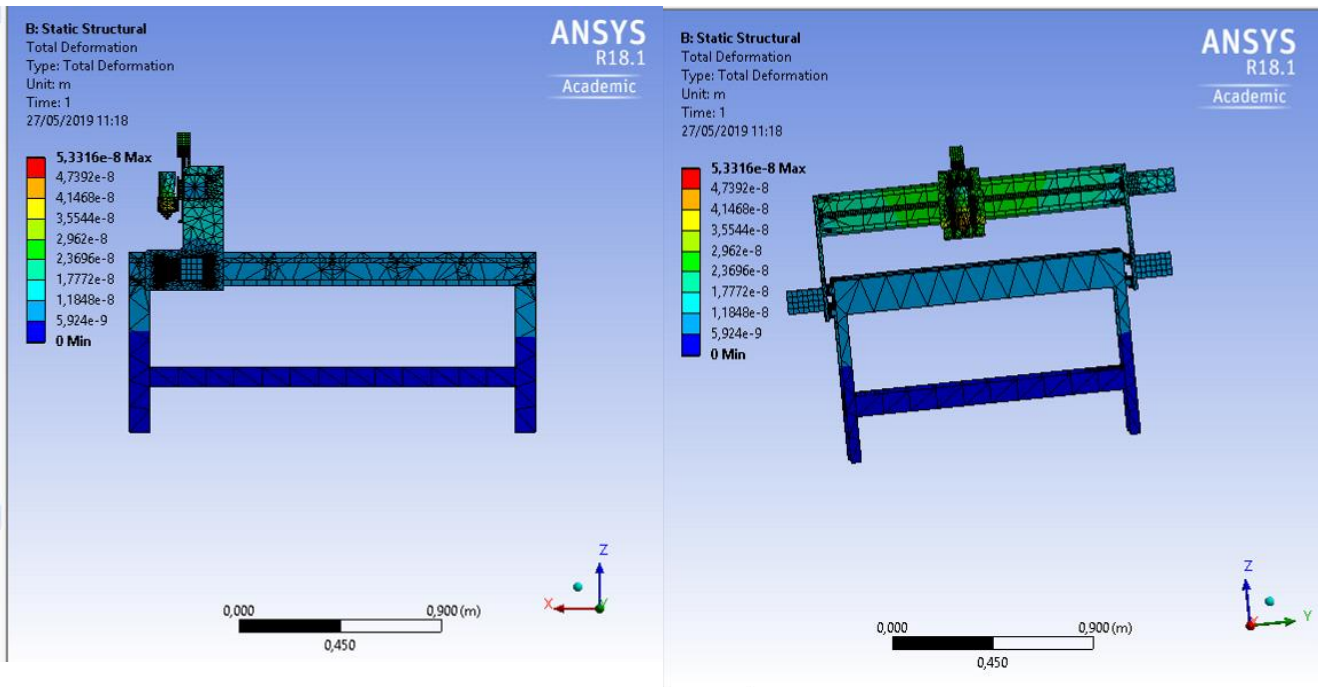 B: Static Structural
Total Deformation
Type: Total Deformation
Unit: m
Time: 1
27/05/2019 11:18
ANSYS
R18.1
Academic
5,3316e-8 Max
4,7392e-8
4,1468e-8
3,5544e-8
2,962e-8
2,3696e-8
1,7772e-8
1,1848e-8
5,924e-9
0 Min
Z
X
Y
0,000
0,900 (m)
0,450
B: Static Structural
Total Deformation
Type: Total Deformation
Unit: m
Time: 1
27/05/2019 11:18
ANSYS
R18.1
Academic
5,3316e-8 Max
4,7392e-8
4,1468e-8
3,5544e-8
2,962e-8
2,3696e-8
1,7772e-8
1,1848e-8
5,924e-9
0 Min
Z
X
Y
0,000
0,900 (m)
0,450